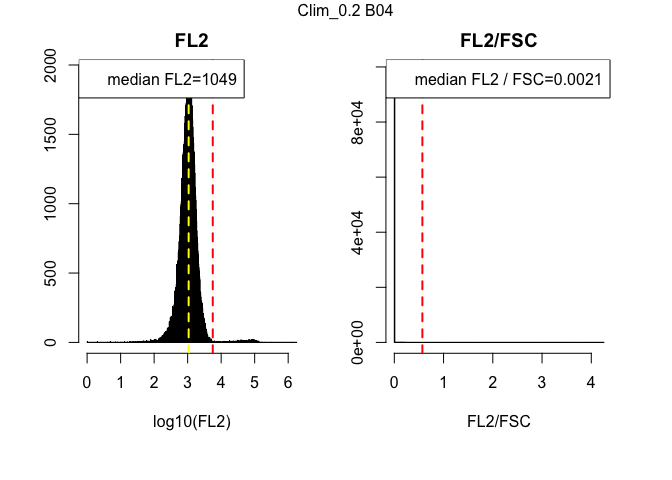 Clim_0.2 B04
FL2
median FL2=1049
2000
1500
1000
500
0
0 1 2 3 4 5 6
log10(FL2)
FL2/FSC
median FL2 / FSC=0.0021
8e+04
4e+04
0e+00
0 1 2 3 4
FL2/FSC